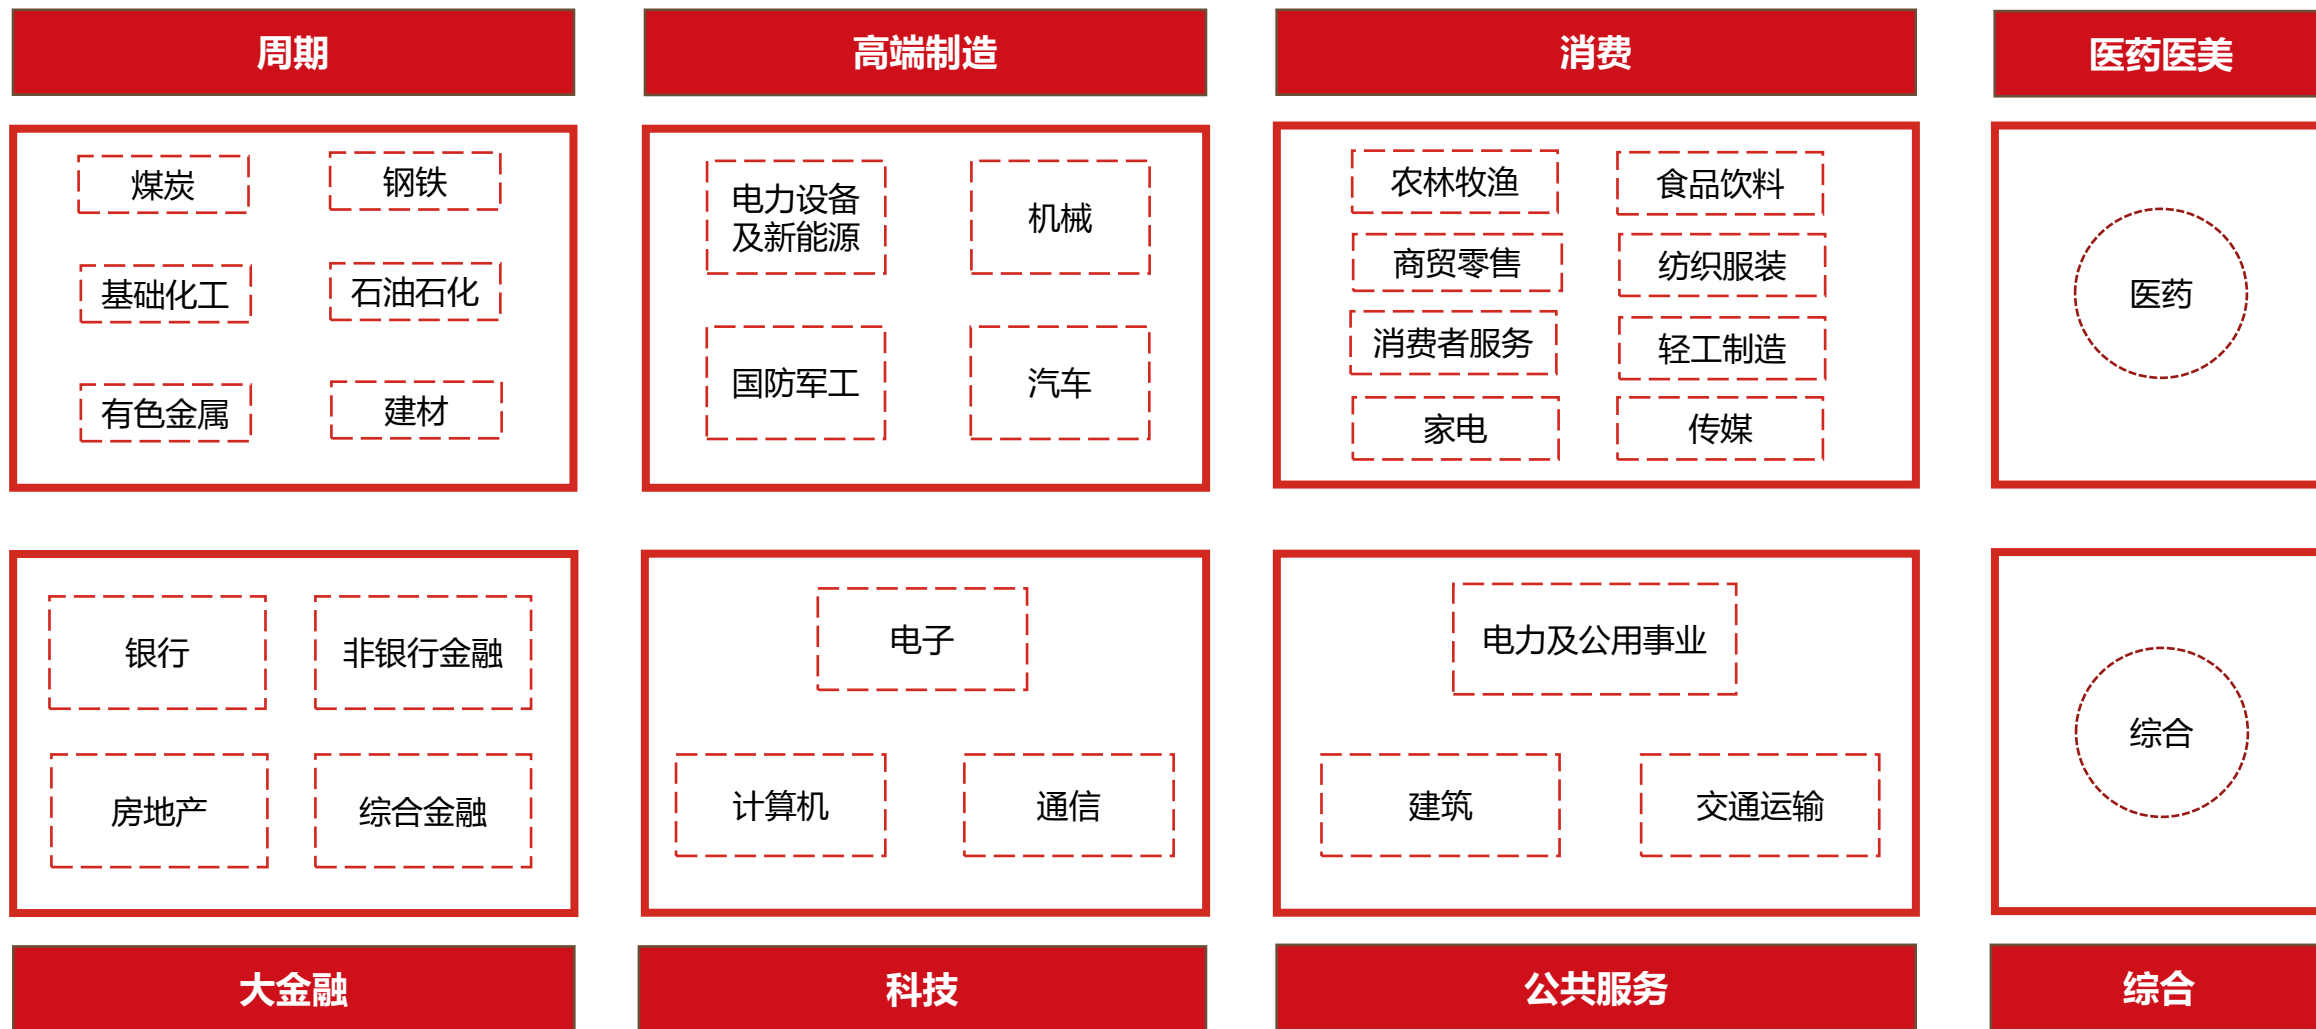 周期
煤炭
钢铁
基础化工
石油石化
有色金属
建材
高端制造
电力设备
及新能源
机械
国防军工
汽车
消费
农林牧渔
食品饮料
商贸零售
纺织服装
消费者服务
轻工制造
家电
传媒
医药医美
医药
银行
非银行金融
房地产
综合金融
大金融
电子
计算机
通信
科技
电力及公用事业
建筑
交通运输
公共服务
综合
综合